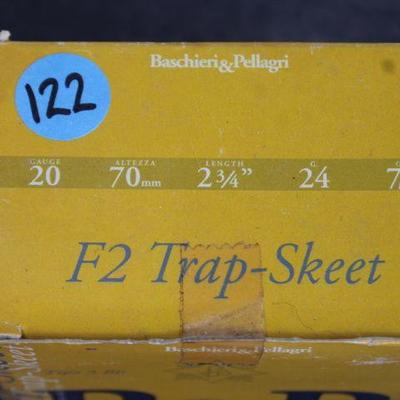 Baschieri&Pellagri
122
GAUGE ALTEZZA LENGTH G.
20 70mm 2 3/4" 24
F2 Trap-Skeet
Baschieri&Pellagri